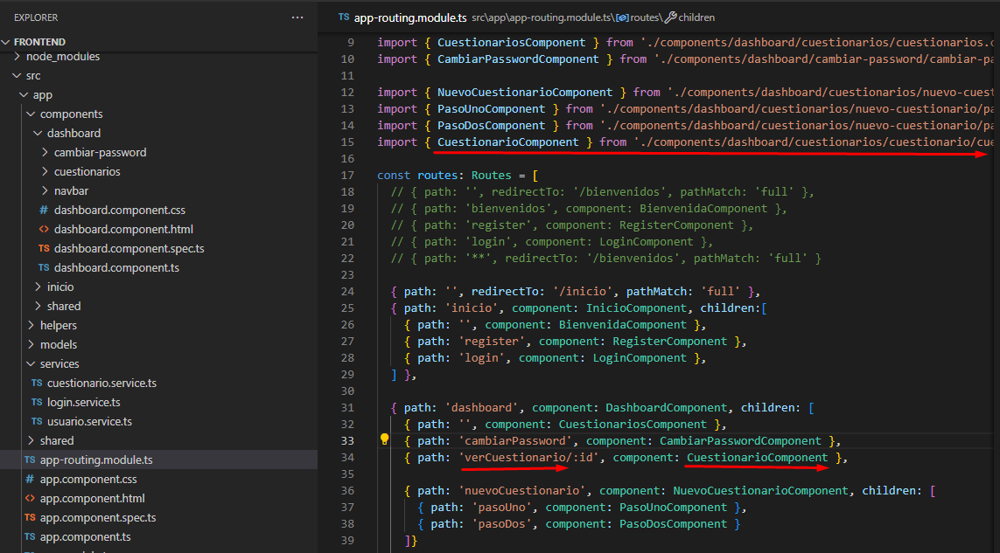 EXPLORER
FRONTEND
node_modules
src
app
components
dashboard
cambiar-password
cuestionarios
navbar
# dashboard.component.css
<> dashboard.component.html
TS dashboard.component.spec.ts
TS dashboard.component.ts
inicio
shared
helpers
models
services
TS cuestionario.service.ts
TS login.service.ts
TS usuario.service.ts
shared
TS app-routing.module.ts
# app.component.css
<> app.component.html
TS app.component.spec.ts
TS app.component.ts
TS app-routing.module.ts src\app\app-routing.module.ts\routes\children
9 import { CuestionariosComponent } from './components/dashboard/cuestionarios/cuestionarios.
10 import { CambiarPasswordComponent } from './components/dashboard/cambiar-password/cambiar-pa
11
12 import { NuevoCuestionarioComponent } from './components/dashboard/cuestionarios/nuevo-cuest
13 import { PasoUnoComponent } from './components/dashboard/cuestionarios/nuevo-cuestionario/pa
14 import { PasoDosComponent } from './components/dashboard/cuestionarios/nuevo-cuestionario/pa
15 import { CuestionarioComponent } from './components/dashboard/cuestionarios/cuestionario/cue
16
17 const routes: Routes = [
18 // { path: '', redirectTo: '/bienvenidos', pathMatch: 'full' },
19 // { path: 'bienvenidos', component: BienvenidaComponent },
20 // { path: 'register', component: RegisterComponent },
21 // { path: 'login', component: LoginComponent },
22 // { path: '**', redirectTo: '/bienvenidos', pathMatch: 'full' }
23
24 { path: '', redirectTo: '/inicio', pathMatch: 'full' },
25 { path: 'inicio', component: InicioComponent, children:[
26 { path: '', component: BienvenidaComponent },
27 { path: 'register', component: RegisterComponent },
28 { path: 'login', component: LoginComponent },
29 ] },
30
31 { path: 'dashboard', component: DashboardComponent, children: [
32 { path: '', component: CuestionariosComponent },
33 { path: 'cambiarPassword', component: CambiarPasswordComponent },
34 { path: 'verCuestionario/:id', component: CuestionarioComponent },
35
36 { path: 'nuevoCuestionario', component: NuevoCuestionarioComponent, children: [
37 { path: 'pasoUno', component: PasoUnoComponent },
38 { path: 'pasoDos', component: PasoDosComponent }
39 ]}